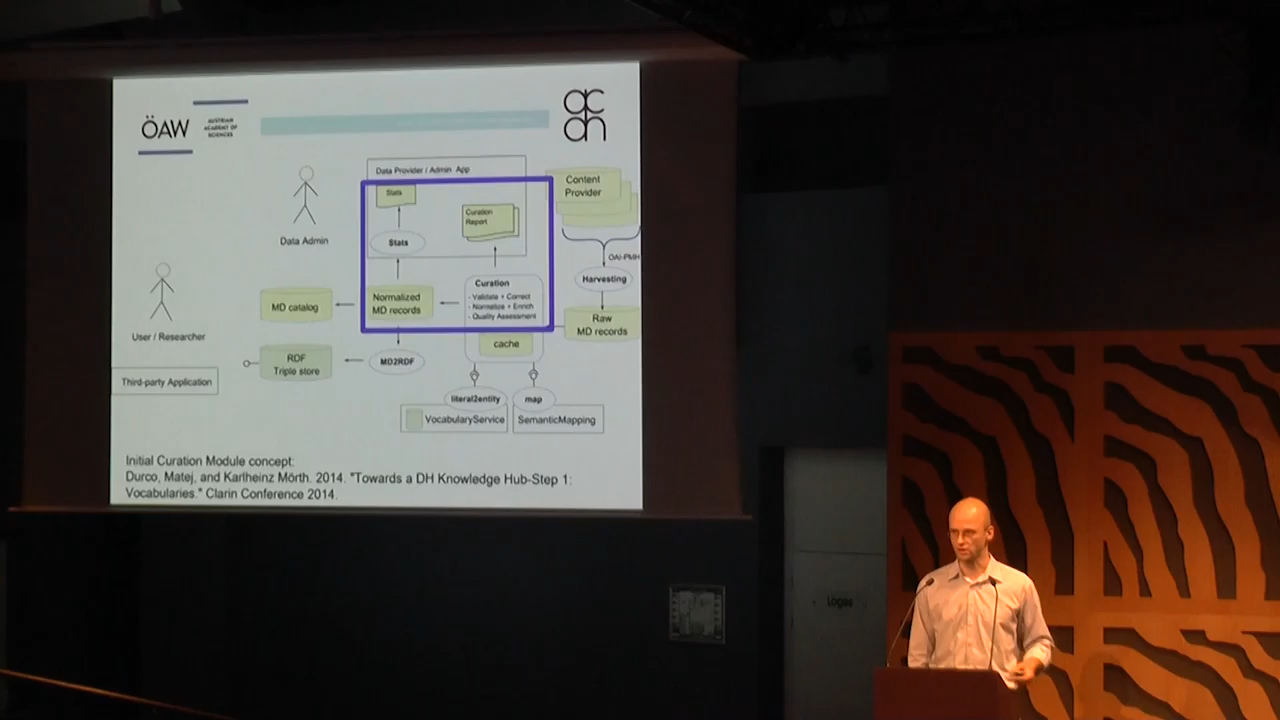 ÖAW
AUSTRIAN
ACADEMY OF
SCIENCES
ac
dh
Data Provider / Admin App
Stats
Curation
Report
Content
Provider
Data Admin
Stats
OAI-PMH
Harvesting
Curation
- Validate + Correct
- Normalize + Enrich
- Quality Assessment
Normalized
MD records
MD catalog
Raw
MD records
User / Researcher
cache
RDF
Triple store
MD2RDF
Third-party Application
literal2entity
map
VocabularyService
SemanticMapping
Initial Curation Module concept:
Durco, Matej, and Karlheinz Mörth. 2014. "Towards a DH Knowledge Hub-Step 1:
Vocabularies." Clarin Conference 2014.
Loges